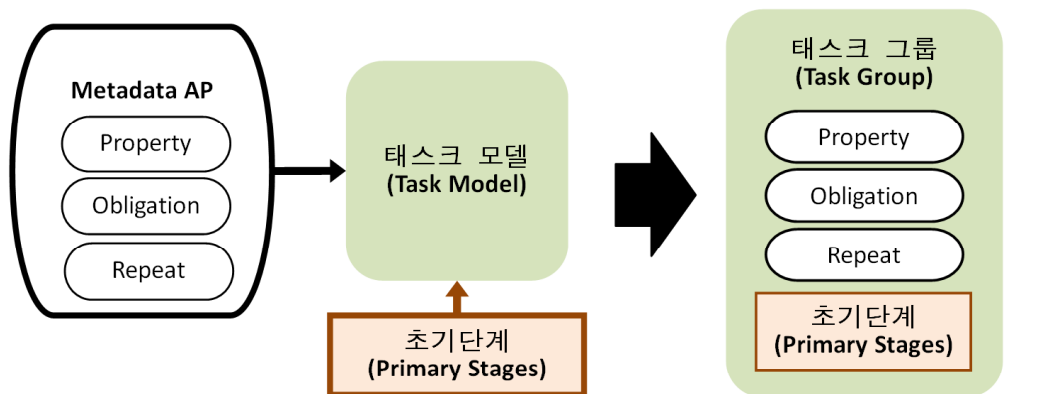 Metadata AP
Property
Obligation
Repeat
태스크 모델
(Task Model)
초기단계
(Primary Stages)
태스크 그룹
(Task Group)
Property
Obligation
Repeat
초기단계
(Primary Stages)